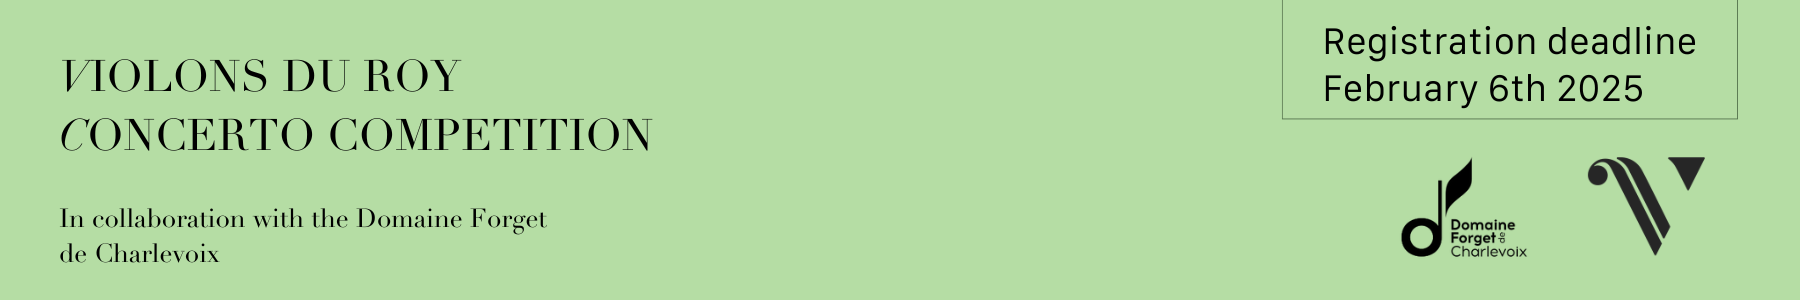 VIOLONS DU ROY
CONCERTO COMPETITION
In collaboration with the Domaine Forget
de Charlevoix
Registration deadline
February 6th 2025
Domaine
Forget de
Charlevoix